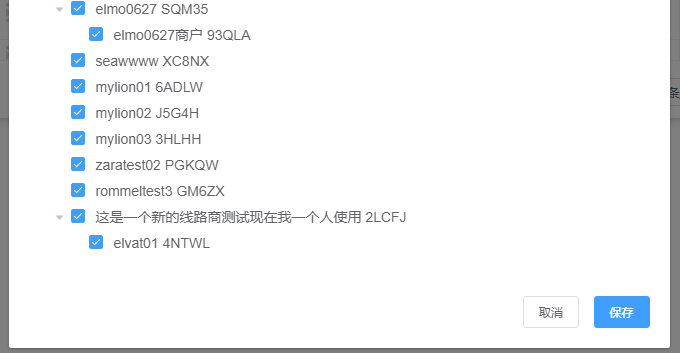 elmo0627 SQM35
elmo0627商户 93QLA
seawwww XC8NX
mylion01 6ADLW
mylion02 J5G4H
mylion03 3HLHH
zaratest02 PGKQW
rommeltest3 GM6ZX
这是一个新的线路商测试现在我一个人使用 2LCFJ
elvat01 4NTWL
条
取消 保存